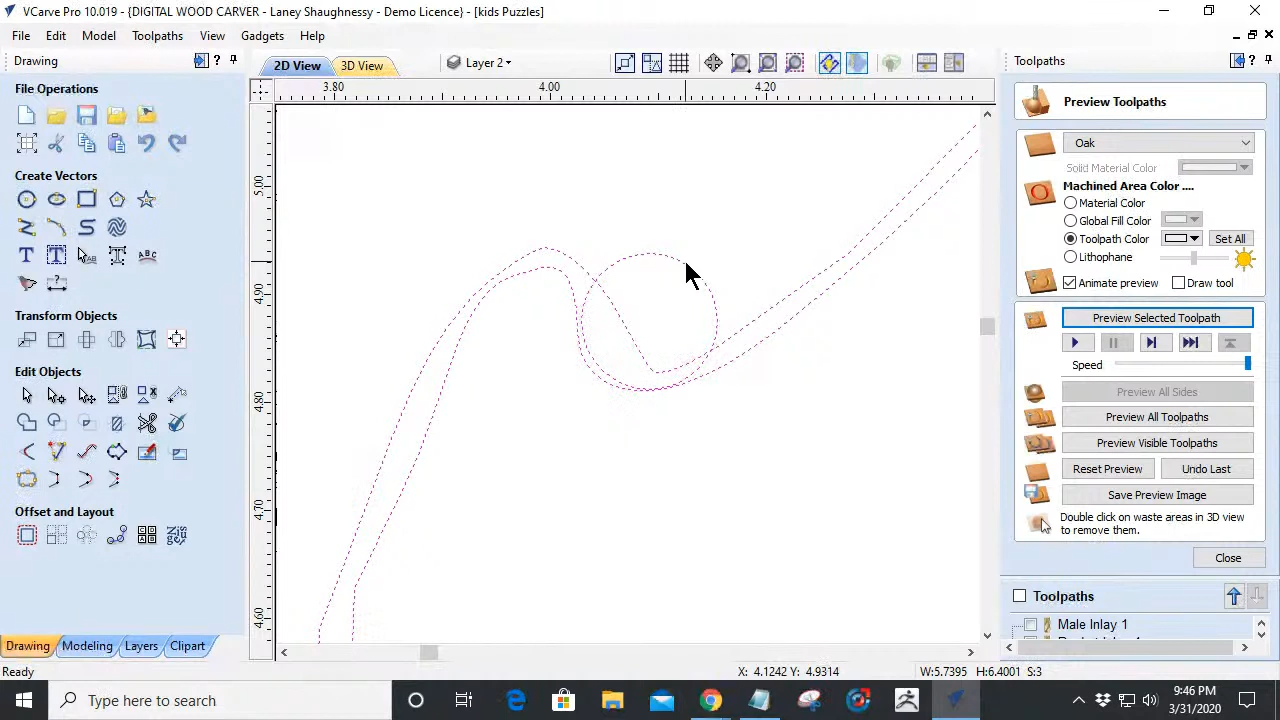 VCarve Pro 10.019 - {DIGITAL WOOD CARVER - Laney Shaughnessy - Demo Licence} - [kids Puzzles]
File Edit Model Toolpaths View Gadgets Help
Drawing
2D View 3D View Layer 2
Toolpaths
File Operations
Create Vectors
Transform Objects
Edit Objects
Offset and Layout
Drawing Modeling Layers Clipart
3.80 4.00 4.20
5.00
4.90
4.80
4.70
4.60
Preview Toolpaths
Oak
Solid Material Color
Machined Area Color ....
Material Color
Global Fill Color
Toolpath Color Set All
Lithophane
Animate preview Draw tool
Preview Selected Toolpath
Speed
Preview All Sides
Preview All Toolpaths
Preview Visible Toolpaths
Reset Preview Undo Last
Save Preview Image
Double click on waste areas in 3D view
to remove them.
Close
Toolpaths
Male Inlay 1
Ready X: 4.1242 Y: 4.9314 W:5.7395 H:6.4001 S:3
Type here to search
9:46 PM
3/31/2020